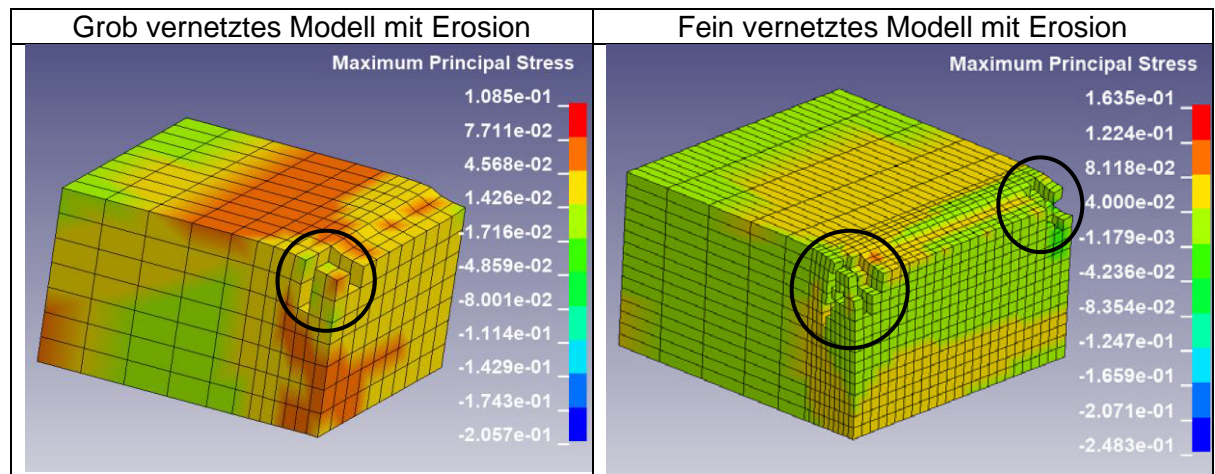 Grob vernetztes Modell mit Erosion
Fein vernetztes Modell mit Erosion
Maximum Principal Stress
1.085e-01
7.711e-02
4.568e-02
1.426e-02
-1.716e-02
-4.859e-02
-8.001e-02
-1.114e-01
-1.429e-01
-1.743e-01
-2.057e-01
Maximum Principal Stress
1.635e-01
1.224e-01
8.118e-02
4.000e-02
-1.179e-03
-4.236e-02
-8.354e-02
-1.247e-01
-1.659e-01
-2.071e-01
-2.483e-01